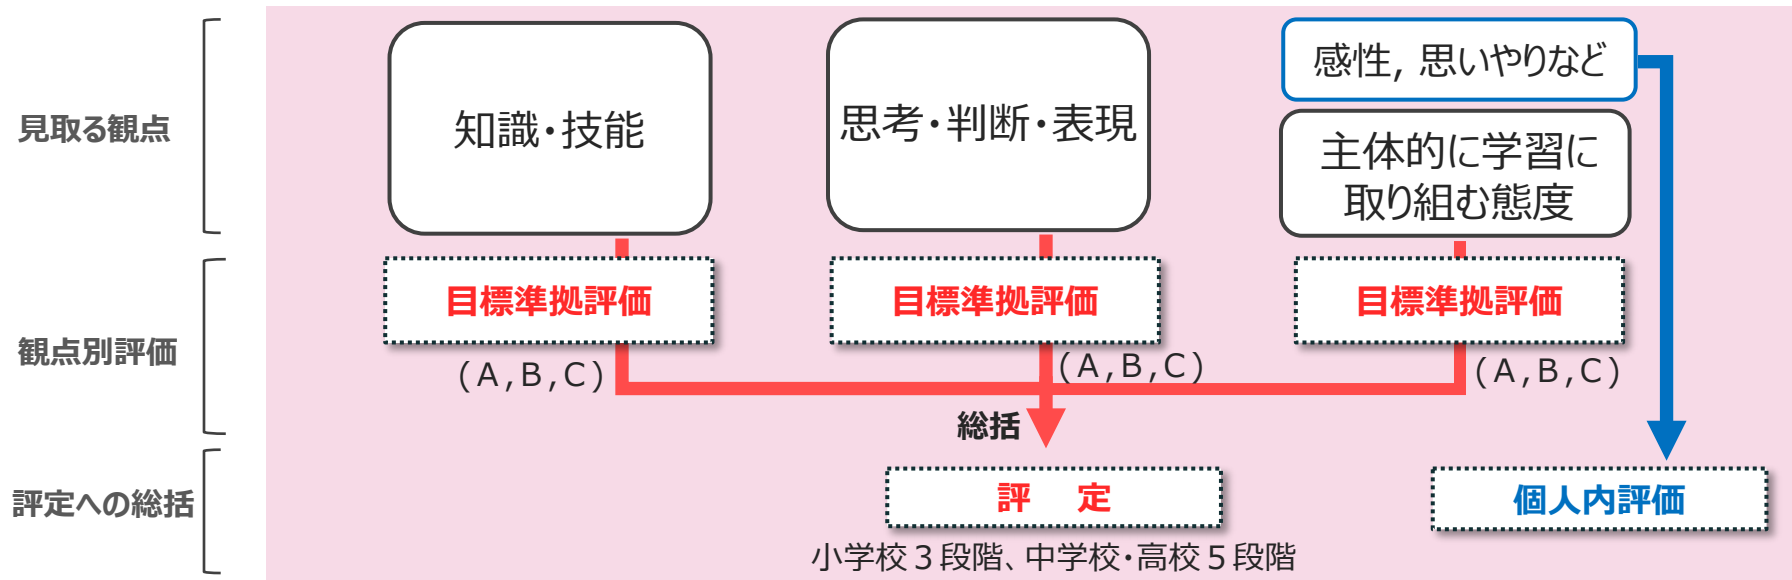 見取る観点
知識・技能
思考・判断・表現
感性, 思いやりなど
主体的に学習に
取り組む態度
観点別評価
目標準拠評価
目標準拠評価
目標準拠評価
(A,B,C)
(A,B,C)
(A,B,C)
総括
評定への総括
評 定
個人内評価
小学校３段階、中学校・高校５段階